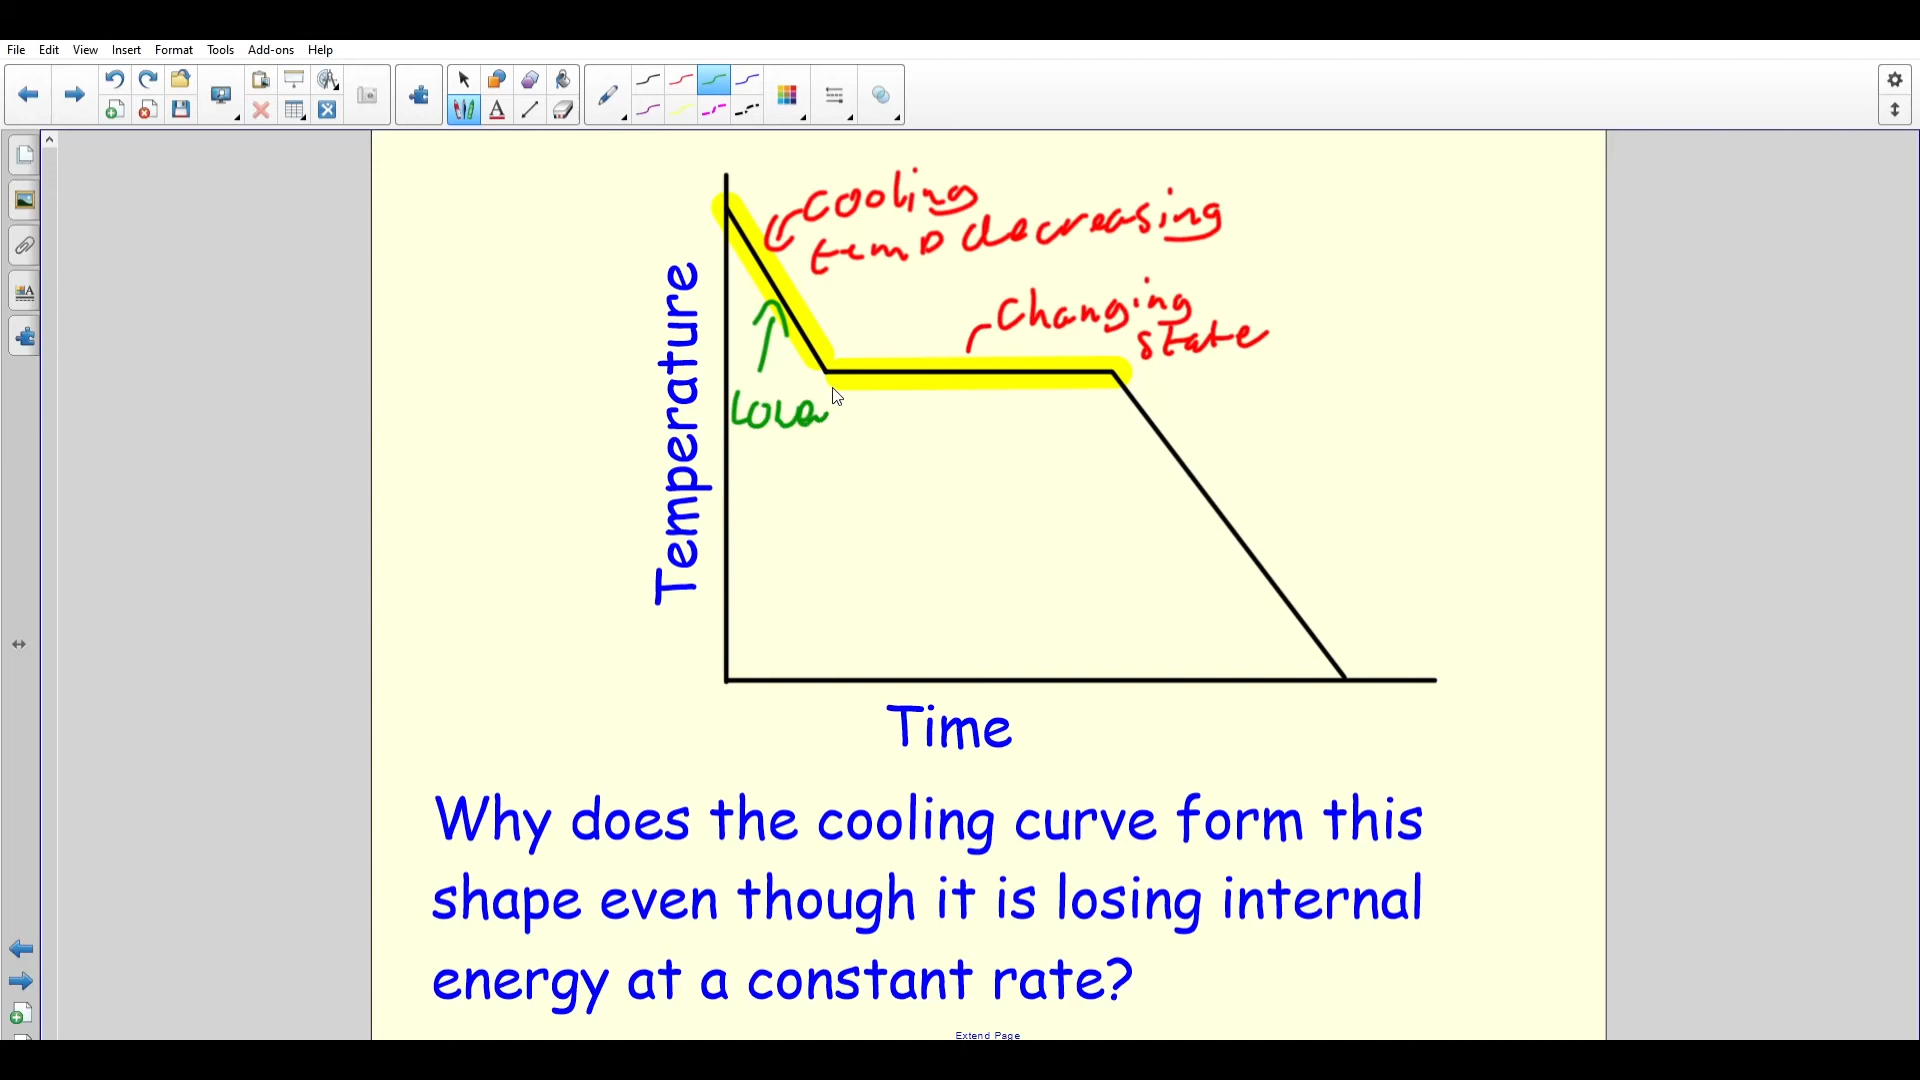 File Edit View Insert Format Tools Add-ons Help
cooling
temp decreasing
Changing
state
Temperature
Time
Why does the cooling curve form this
shape even though it is losing internal
energy at a constant rate?
Extend Page